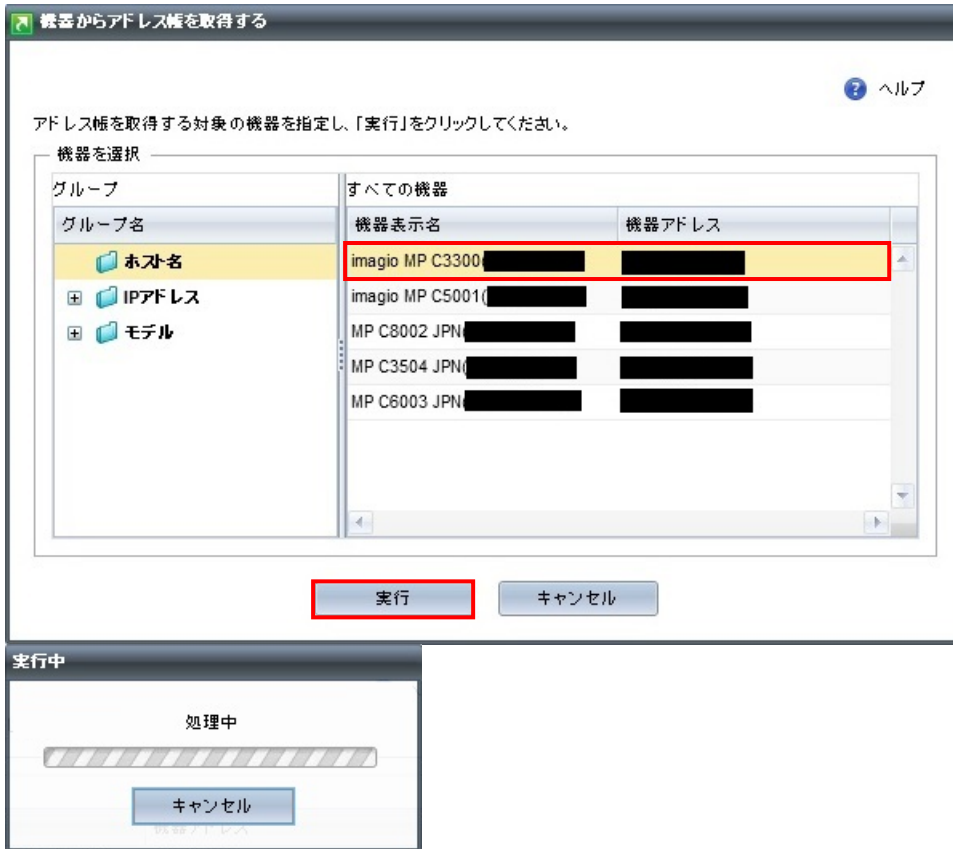 機器からアドレス帳を取得する
ヘルプ
アドレス帳を取得する対象の機器を指定し、「実行」をクリックしてください。
機器を選択
グループ
すべての機器
グループ名
機器表示名
機器アドレス
ホスト名
imagio MP C3300(
IPアドレス
imagio MP C5001(
モデル
MP C8002 JPN(
MP C3504 JPN(
MP C6003 JPN(
実行
キャンセル
実行中
処理中
キャンセル
機器アドレス